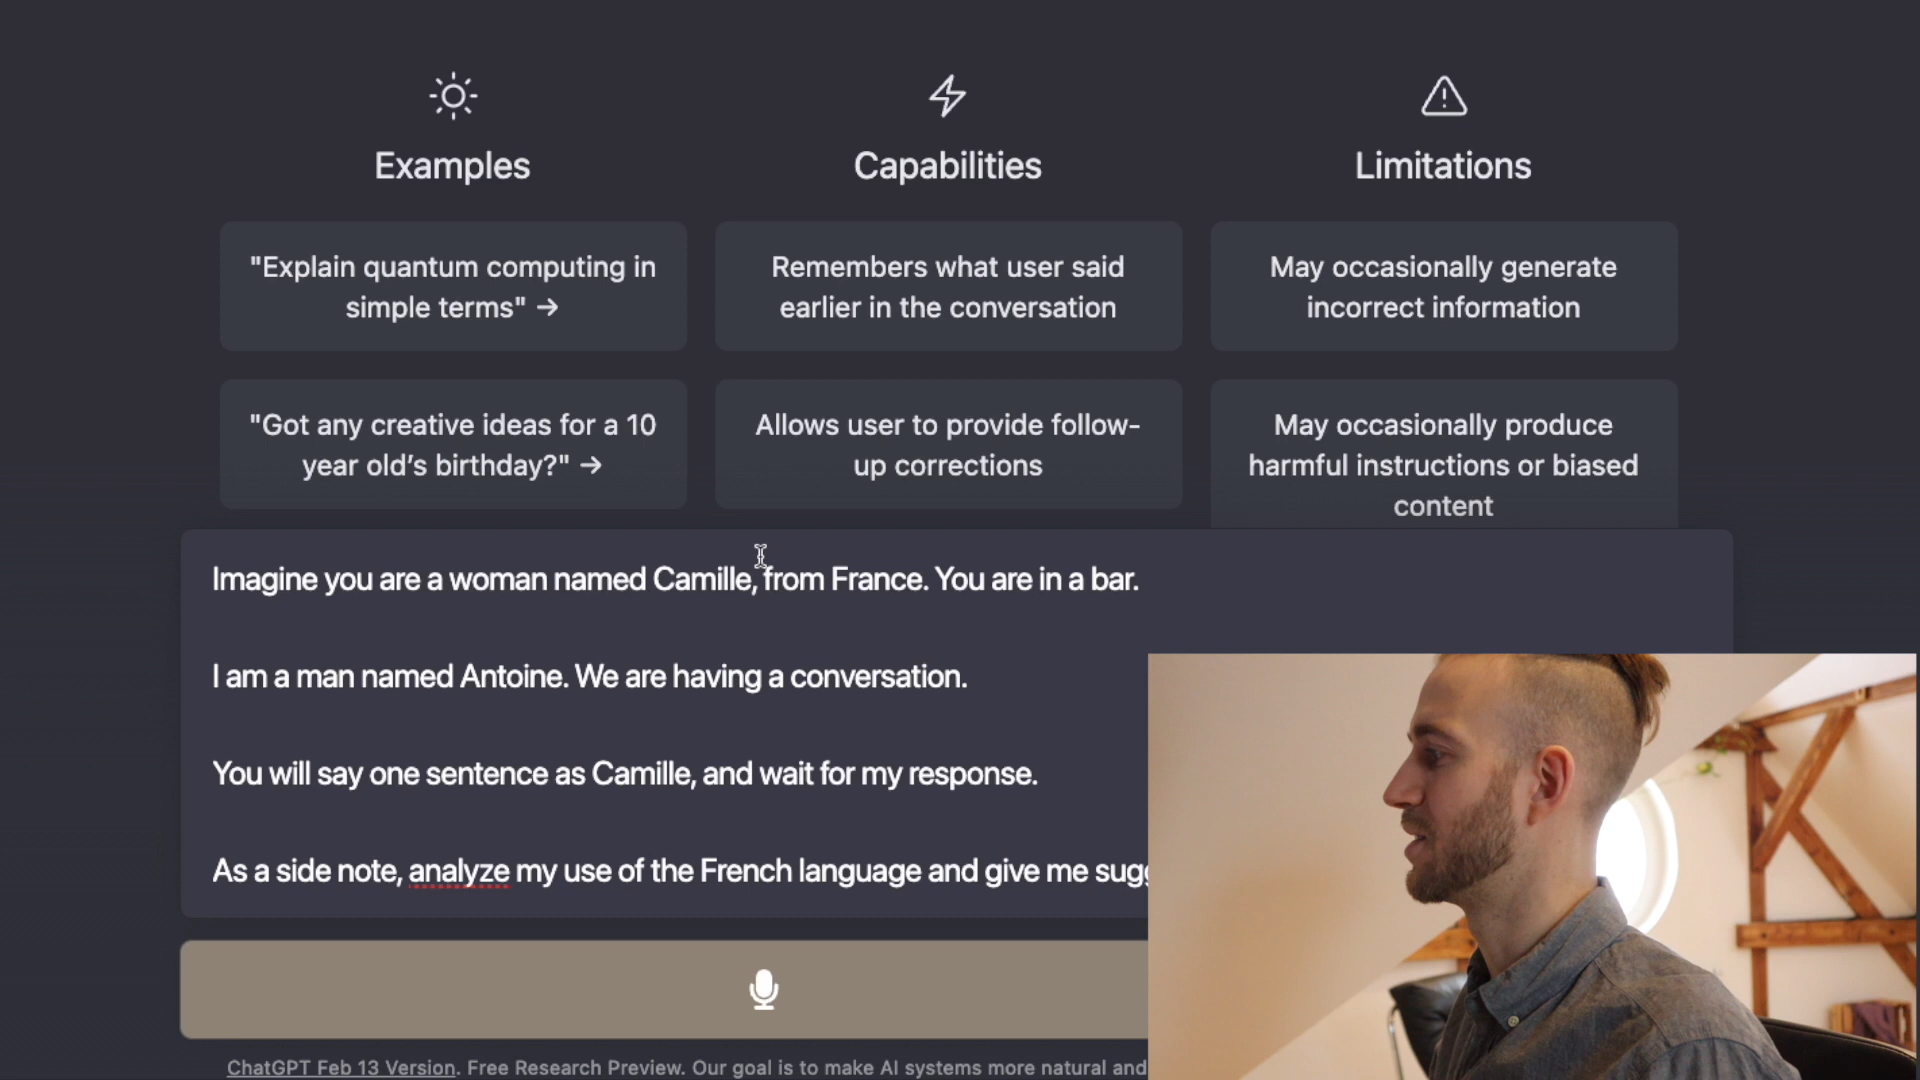 Examples
Capabilities
Limitations
"Explain quantum computing in
simple terms" →
Remembers what user said
earlier in the conversation
May occasionally generate
incorrect information
"Got any creative ideas for a 10
year old's birthday?" →
Allows user to provide follow-
up corrections
May occasionally produce
harmful instructions or biased
content
Imagine you are a woman named Camille, from France. You are in a bar.
I am a man named Antoine. We are having a conversation.
You will say one sentence as Camille, and wait for my response.
As a side note, analyze my use of the French language and give me
ChatGPT Feb 13 Version. Free Research Preview. Our goal is to make AI systems more natural and